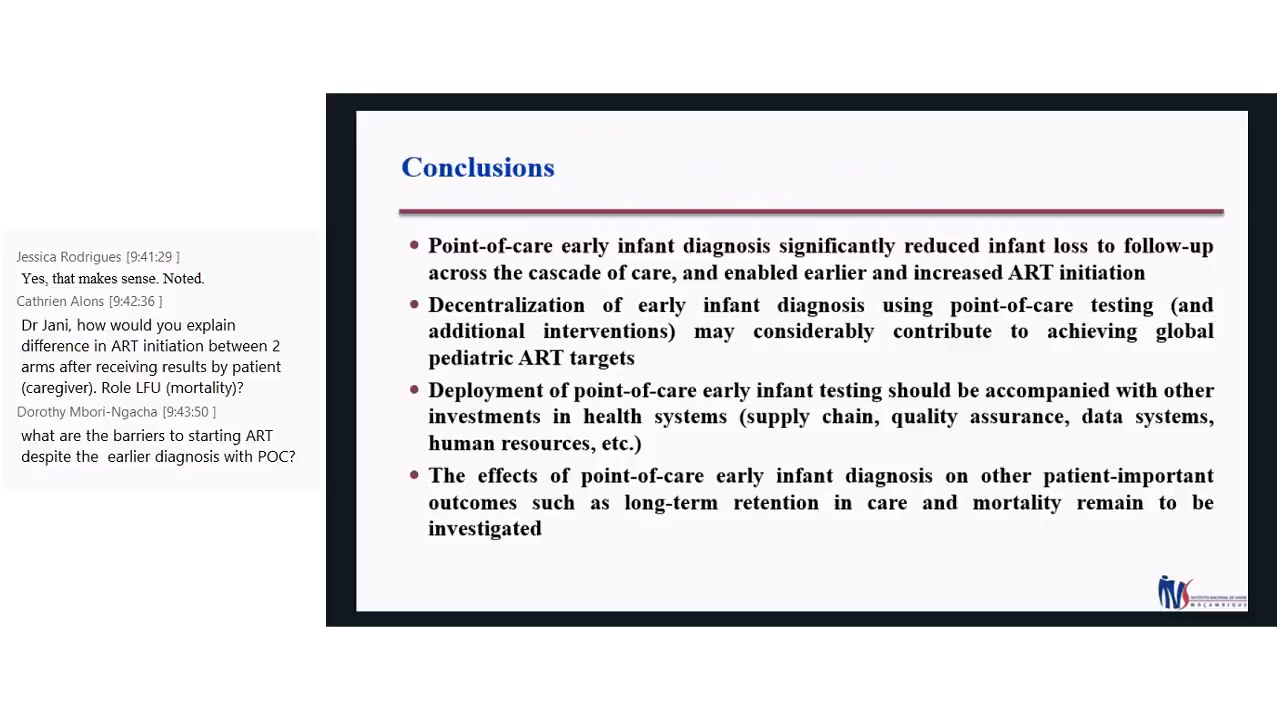 Jessica Rodrigues [9:41:29 ]
Yes, that makes sense. Noted.
Cathrien Alons [9:42:36 ]
Dr Jani, how would you explain
difference in ART initiation between 2
arms after receiving results by patient
(caregiver). Role LFU (mortality)?
Dorothy Mbori-Ngacha [9:43:50 ]
what are the barriers to starting ART
despite the  earlier diagnosis with POC?
Conclusions
• Point-of-care early infant diagnosis significantly reduced infant loss to follow-up
across the cascade of care, and enabled earlier and increased ART initiation
• Decentralization of early infant diagnosis using point-of-care testing (and
additional interventions) may considerably contribute to achieving global
pediatric ART targets
• Deployment of point-of-care early infant testing should be accompanied with other
investments in health systems (supply chain, quality assurance, data systems,
human resources, etc.)
• The effects of point-of-care early infant diagnosis on other patient-important
outcomes such as long-term retention in care and mortality remain to be
investigated
INS
INSTITUTO NACIONAL DE SAÚDE
MOÇAMBIQUE